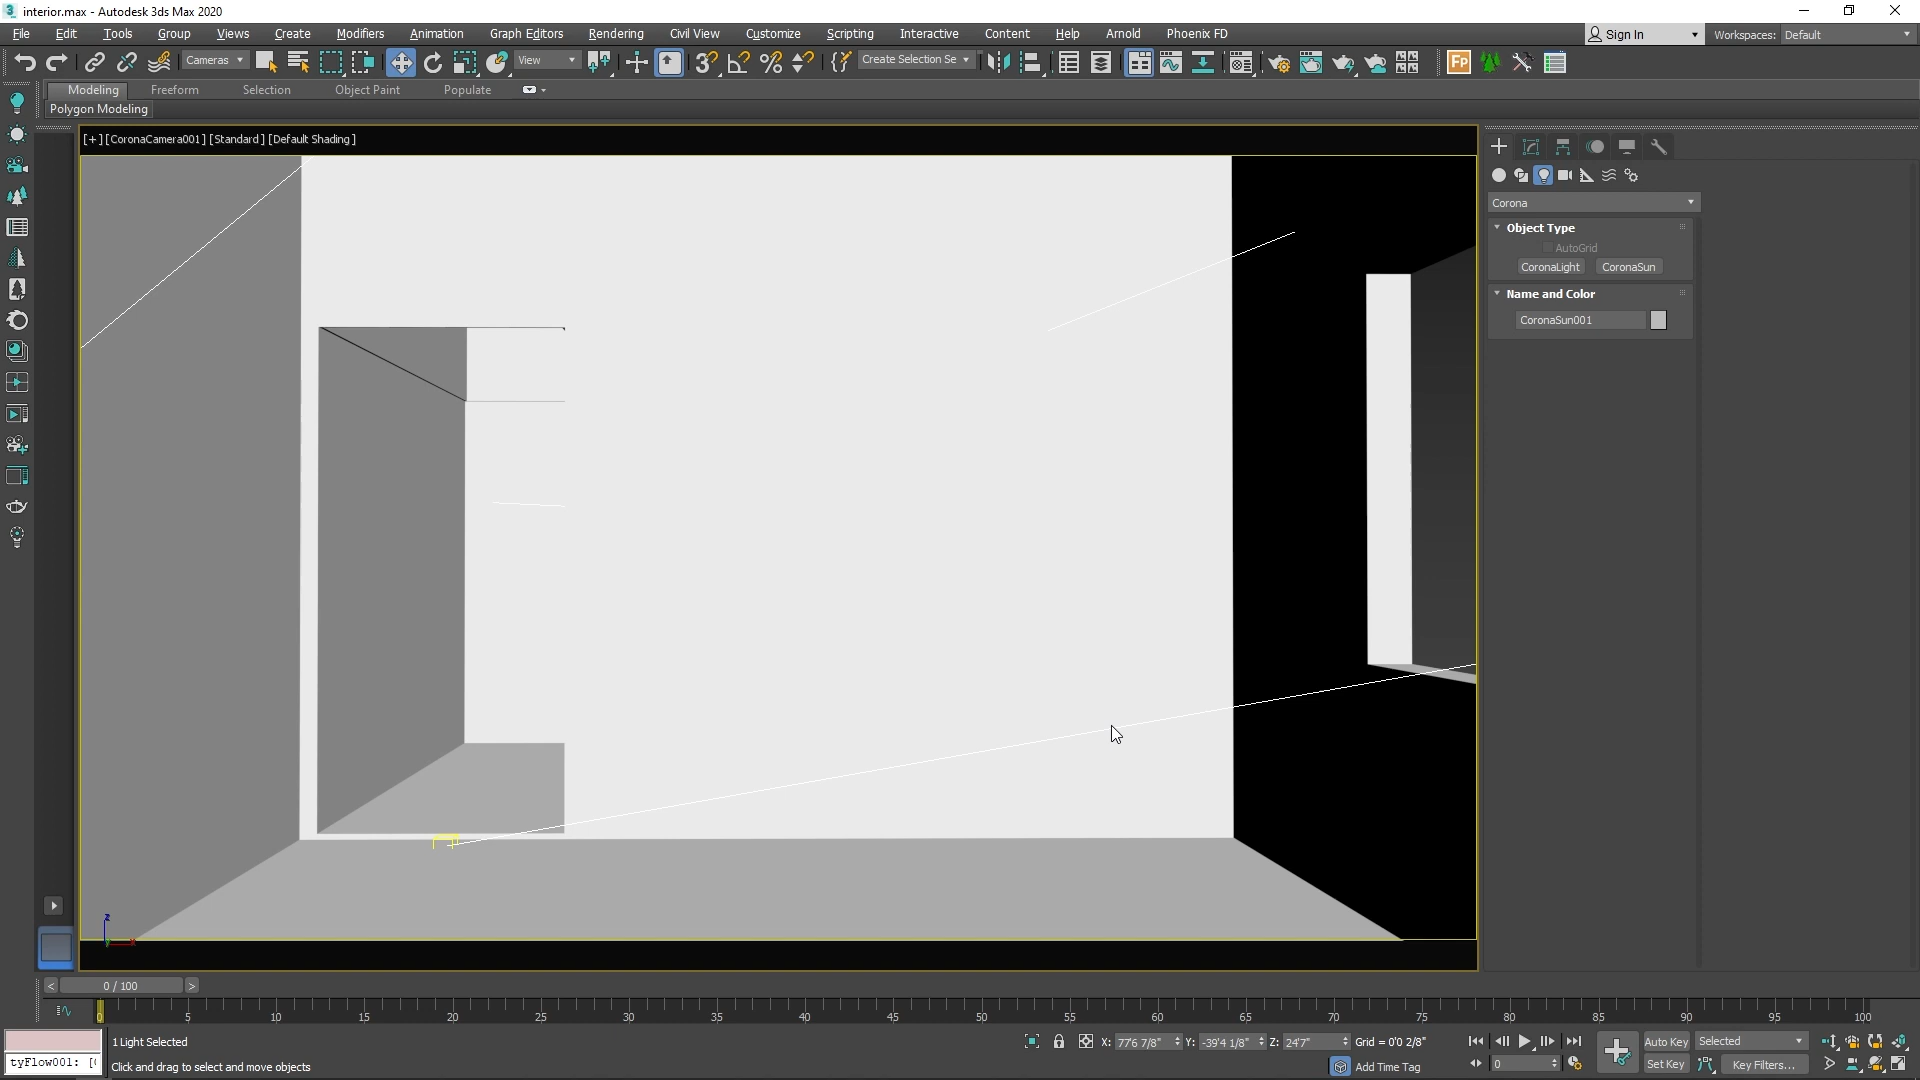 interior.max - Autodesk 3ds Max 2020
File Edit Tools Group Views Create Modifiers Animation Graph Editors Rendering Civil View Customize Scripting Interactive Content Help Arnold Phoenix FD Sign In Workspaces: Default
Cameras View Create Selection Se Fp
Modeling Freeform Selection Object Paint Populate
Polygon Modeling
[+] [CoronaCamera001] [Standard] [Default Shading]
Corona
Object Type
AutoGrid
CoronaLight CoronaSun
Name and Color
CoronaSun001
z
0 / 100
0 5 10 15 20 25 30 35 40 45 50 55 60 65 70 75 80 85 90 95 100
1 Light Selected X: 77'6 7/8" Y: -39'4 1/8" Z: 24'7" Grid = 0'0 2/8" Auto Key Selected
tyFlow001: [( Click and drag to select and move objects Add Time Tag 0 Set Key Key Filters...